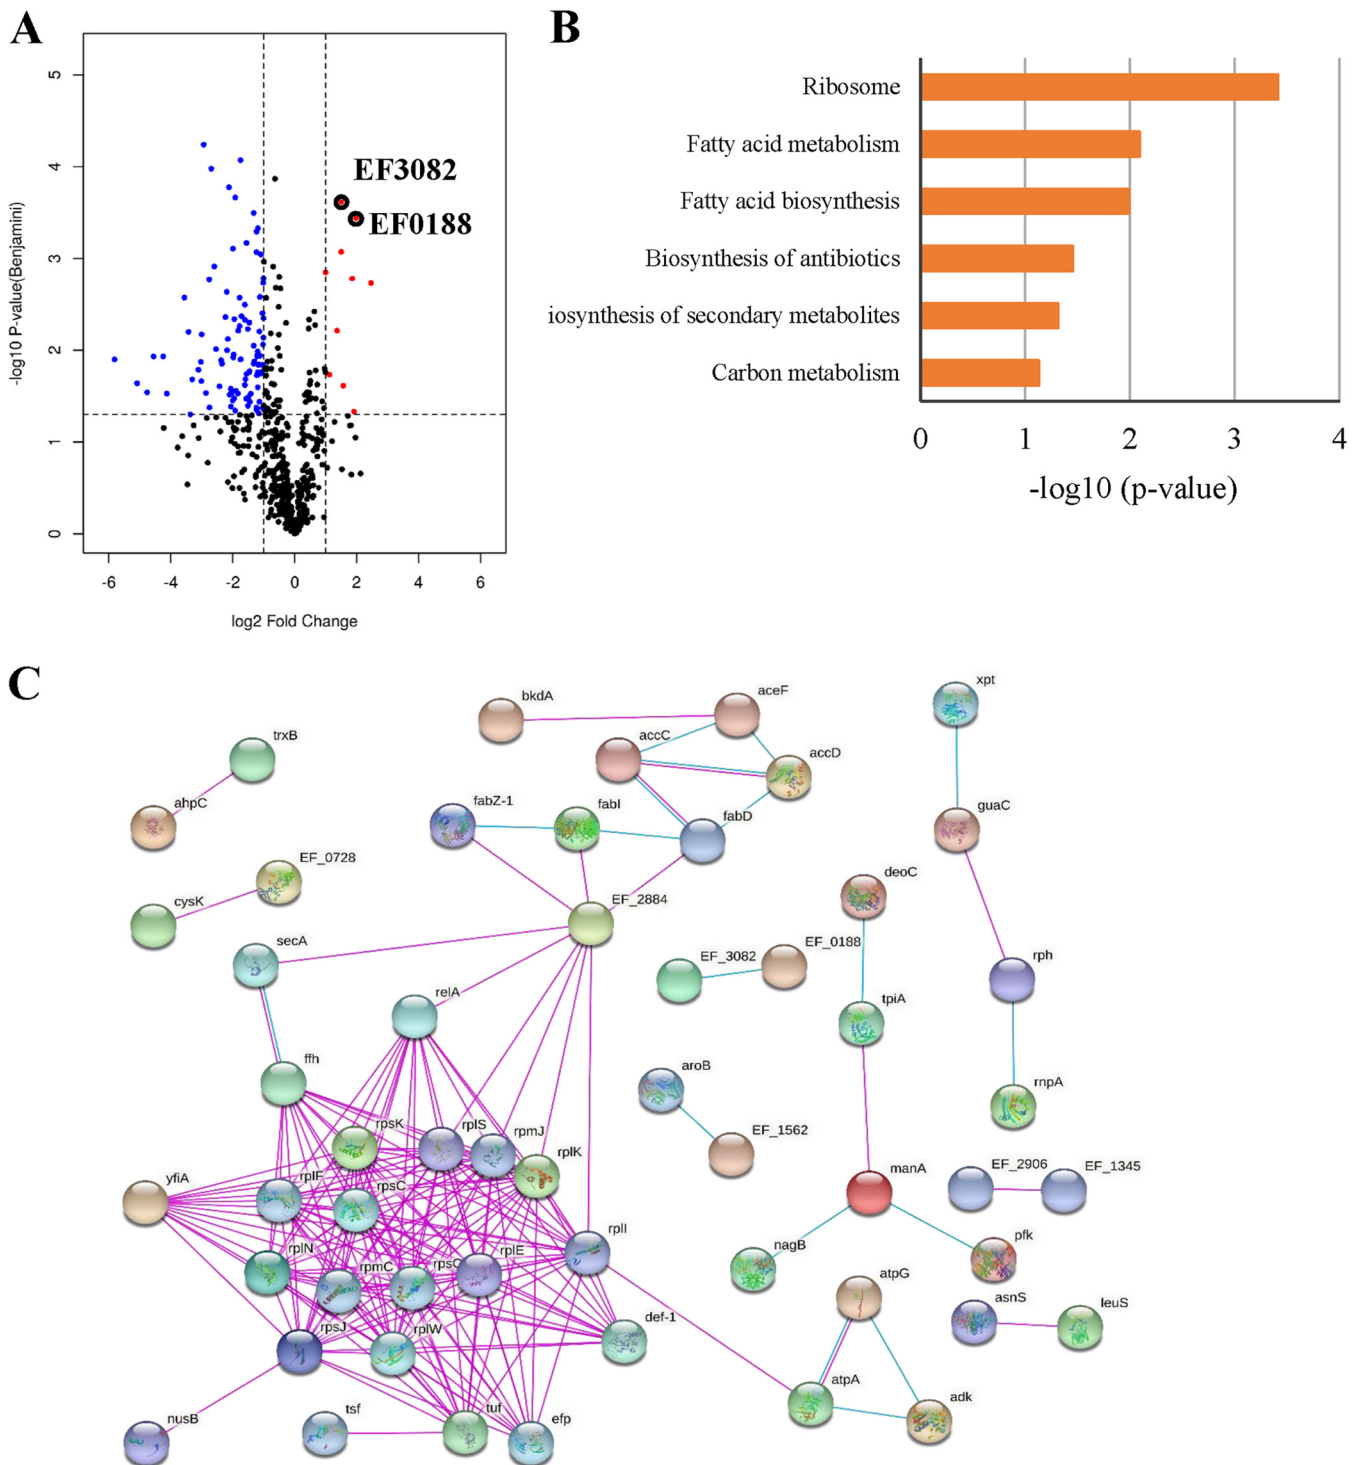 A
5
4
3
2
1
0
-log10 P-value(Benjamini)
EF3082
EF0188
-6
-4
-2
0
2
4
6
log2 Fold Change
B
Ribosome
Fatty acid metabolism
Fatty acid biosynthesis
Biosynthesis of antibiotics
iosynthesis of secondary metabolites
Carbon metabolism
0
1
2
3
4
-log10 (p-value)
C
bkdA
aceF
xpt
trxB
accC
accD
ahpC
fabZ-1
fabI
fabD
guaC
EF_0728
deoC
cysK
EF_2884
secA
EF_3082
EF_0188
rph
relA
tpiA
ffh
aroB
rnpA
rpsK
rplS
rpmJ
EF_1562
rplK
manA
EF_2906
EF_1345
yfiA
rplF
rpsC
rplI
nagB
pfk
rplN
rpmC
rplE
atpG
asnS
leuS
def-1
rpsJ
rplW
atpA
adk
nusB
tsf
tuf
efp